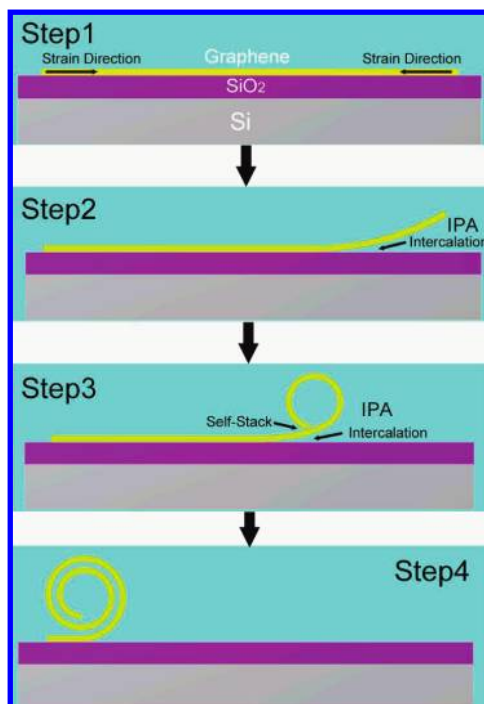 Step1
Graphene
Strain Direction
Strain Direction
SiO2
Si
Step2
IPA
Intercalation
Step3
IPA
Self-Stack
Intercalation
Step4